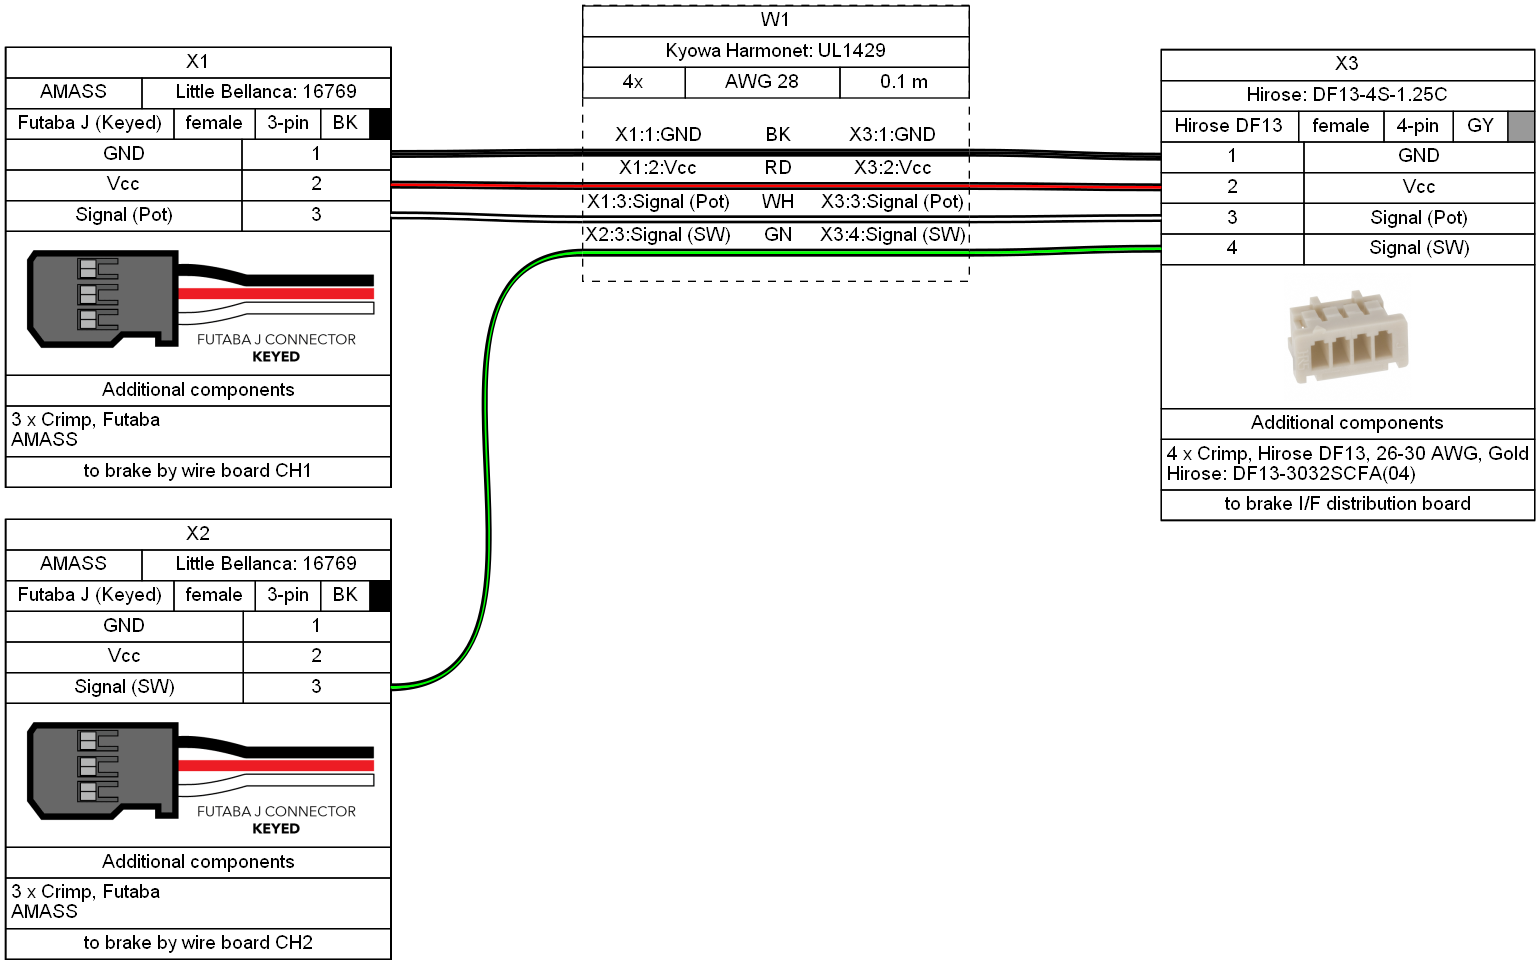 X1
AMASS Little Bellanca: 16769
Futaba J (Keyed) female 3-pin BK
GND 1
Vcc 2
Signal (Pot) 3
FUTABA J CONNECTOR
KEYED
Additional components
3 x Crimp, Futaba
AMASS
to brake by wire board CH1
X2
AMASS Little Bellanca: 16769
Futaba J (Keyed) female 3-pin BK
GND 1
Vcc 2
Signal (SW) 3
FUTABA J CONNECTOR
KEYED
Additional components
3 x Crimp, Futaba
AMASS
to brake by wire board CH2
W1
Kyowa Harmonet: UL1429
4x AWG 28 0.1 m
X1:1:GND BK X3:1:GND
X1:2:Vcc RD X3:2:Vcc
X1:3:Signal (Pot) WH X3:3:Signal (Pot)
X2:3:Signal (SW) GN X3:4:Signal (SW)
X3
Hirose: DF13-4S-1.25C
Hirose DF13 female 4-pin GY
1 GND
2 Vcc
3 Signal (Pot)
4 Signal (SW)
Additional components
4 x Crimp, Hirose DF13, 26-30 AWG, Gold
Hirose: DF13-3032SCFA(04)
to brake I/F distribution board